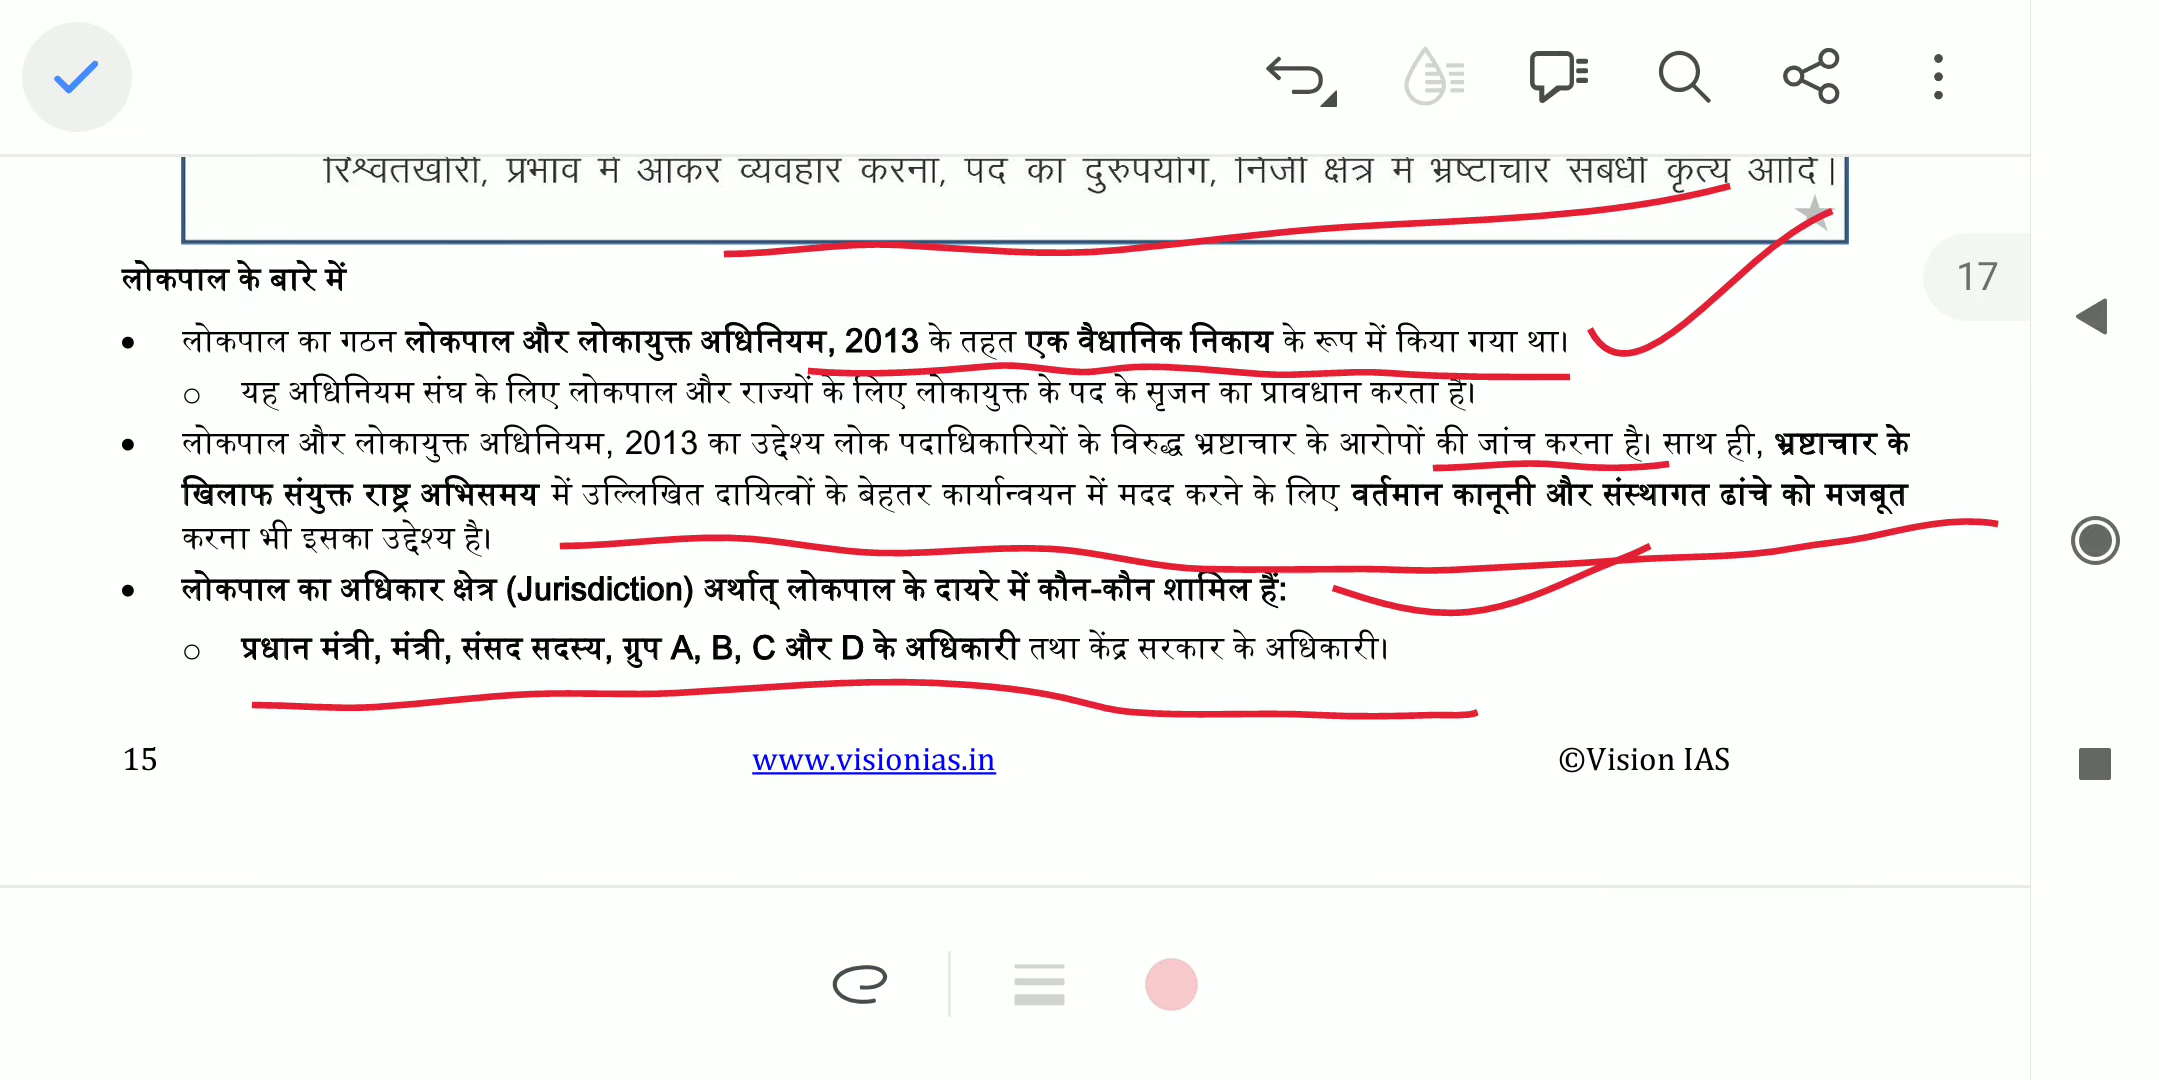 रिश्वतखोरी, प्रभाव में आकर व्यवहार करना, पद का दुरुपयोग, निजी क्षेत्र में भ्रष्टाचार संबंधी कृत्य आदि।
लोकपाल के बारे में
17
• लोकपाल का गठन लोकपाल और लोकायुक्त अधिनियम, 2013 के तहत एक वैधानिक निकाय के रूप में किया गया था।
○ यह अधिनियम संघ के लिए लोकपाल और राज्यों के लिए लोकायुक्त के पद के सृजन का प्रावधान करता है।
• लोकपाल और लोकायुक्त अधिनियम, 2013 का उद्देश्य लोक पदाधिकारियों के विरुद्ध भ्रष्टाचार के आरोपों की जांच करना है। साथ ही, भ्रष्टाचार के
खिलाफ संयुक्त राष्ट्र अभिसमय में उल्लिखित दायित्वों के बेहतर कार्यान्वयन में मदद करने के लिए वर्तमान कानूनी और संस्थागत ढांचे को मजबूत
करना भी इसका उद्देश्य है।
• लोकपाल का अधिकार क्षेत्र (Jurisdiction) अर्थात् लोकपाल के दायरे में कौन-कौन शामिल हैं:
○ प्रधान मंत्री, मंत्री, संसद सदस्य, ग्रुप A, B, C और D के अधिकारी तथा केंद्र सरकार के अधिकारी।
15 www.visionias.in ©Vision IAS